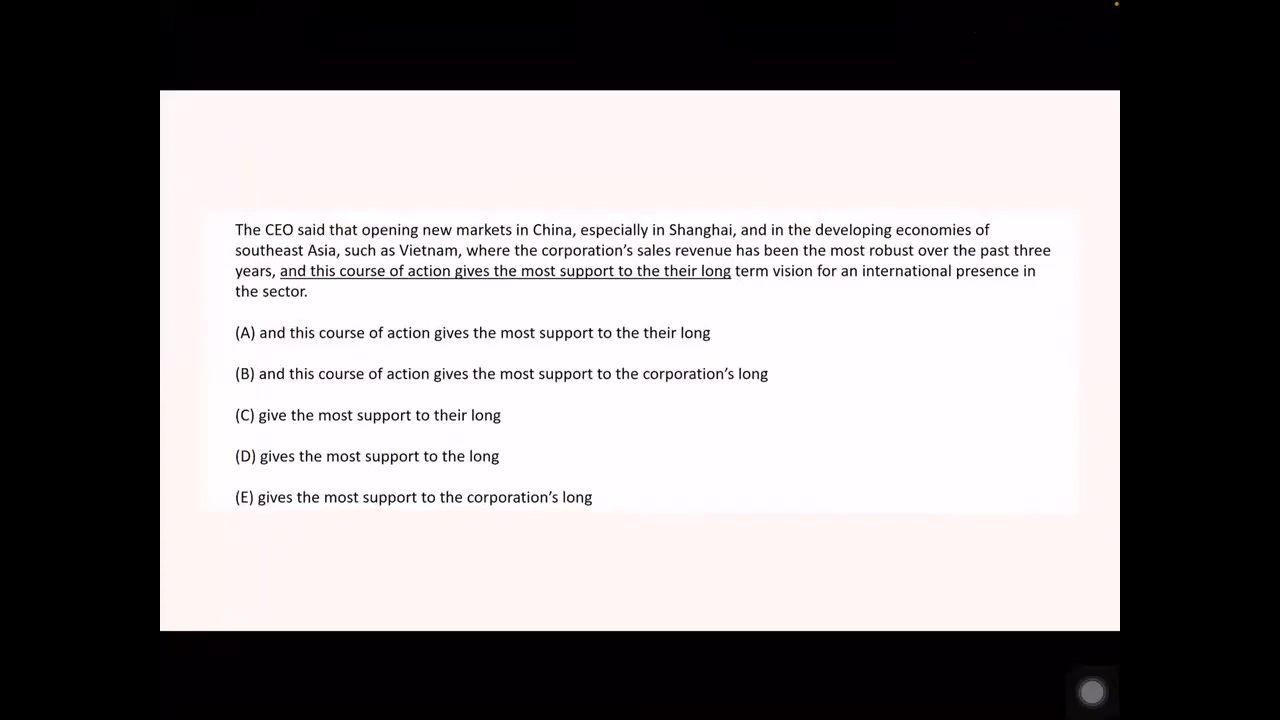 The CEO said that opening new markets in China, especially in Shanghai, and in the developing economies of
southeast Asia, such as Vietnam, where the corporation’s sales revenue has been the most robust over the past three
years, and this course of action gives the most support to the their long term vision for an international presence in
the sector.
(A) and this course of action gives the most support to the their long
(B) and this course of action gives the most support to the corporation’s long
(C) give the most support to their long
(D) gives the most support to the long
(E) gives the most support to the corporation’s long